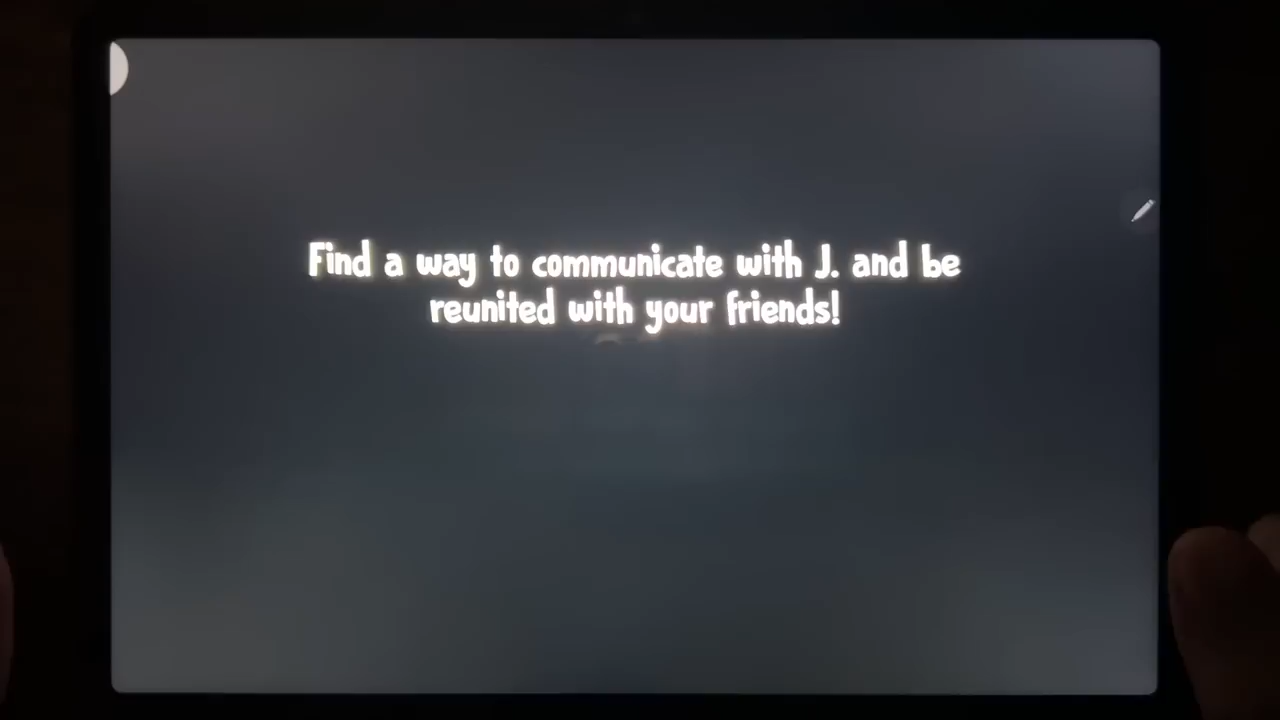 Find a way to communicate with J. and be
reunited with your friends!